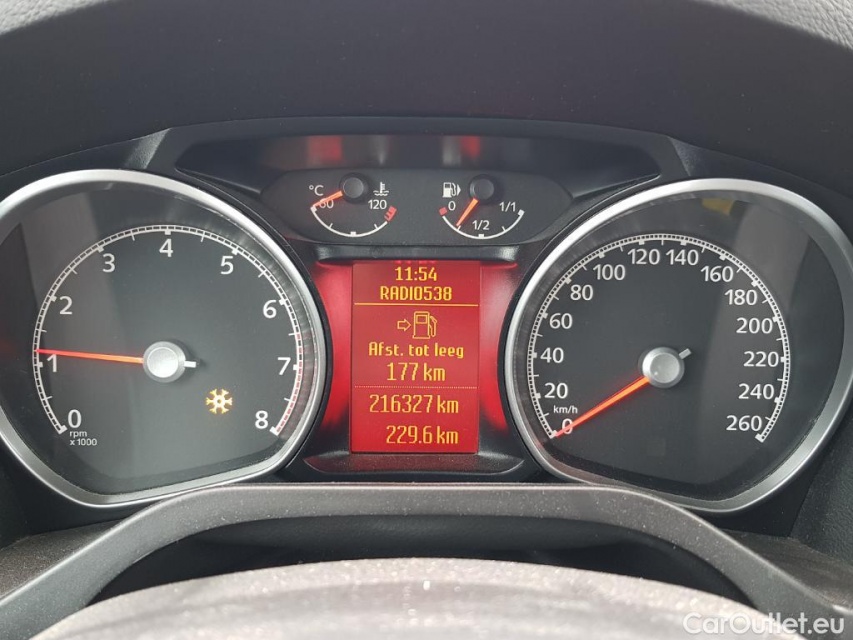 °C 60 120
0 1/2 1/1
0 1 2 3 4 5 6 7 8
rpm
x1000
11:54
RADIO538
Afst. tot leeg
177 km
216327 km
229.6 km
0 20 40 60 80 100 120 140 160 180 200 220 240 260
km/h
CarOutlet.eu